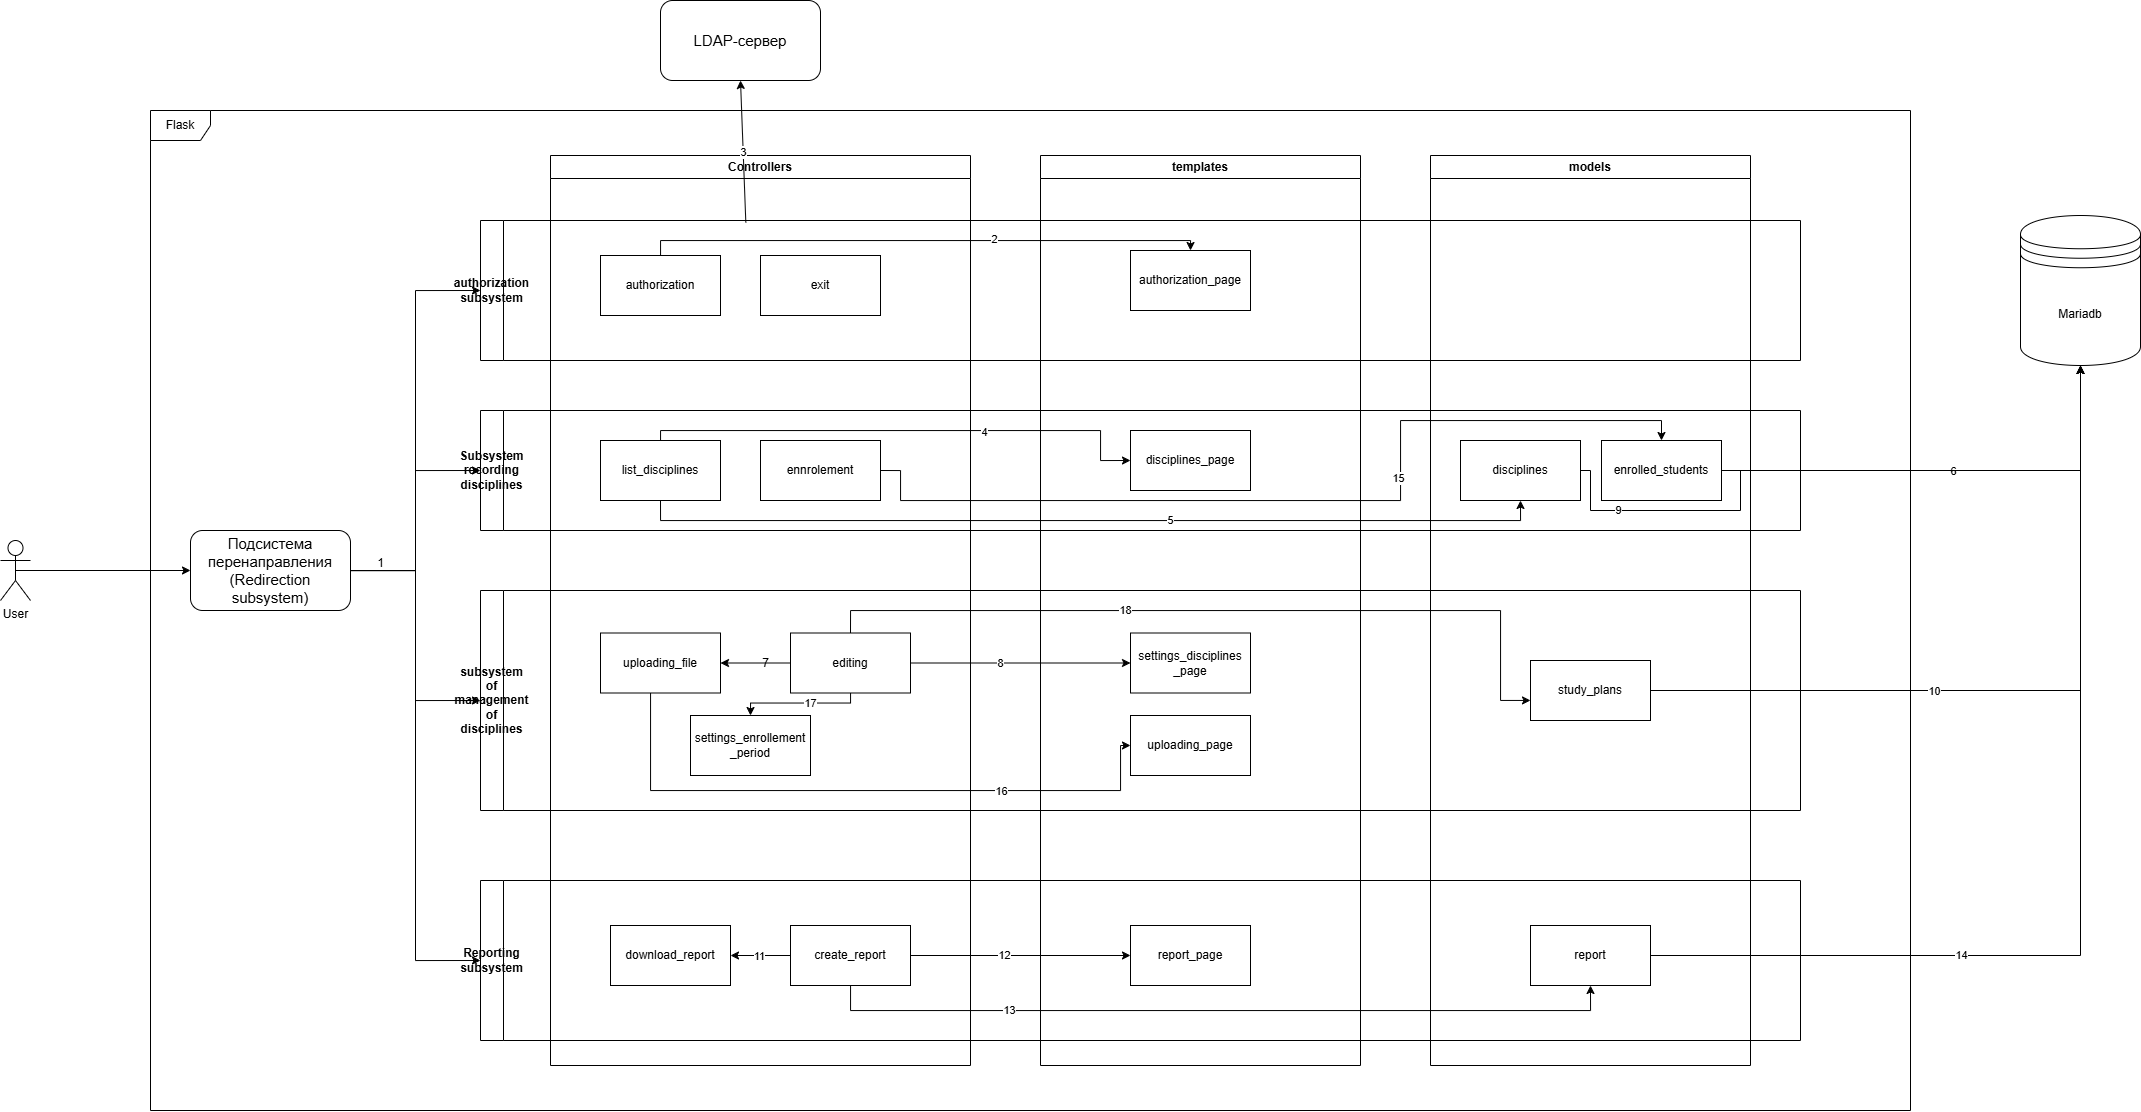 LDAP-сервер
Flask
3
Controllers
templates
models
authorization
subsystem
2
authorization
exit
authorization_page
Mariadb
Subsystem
recording
disciplines
4
list_disciplines
ennrolement
disciplines_page
15
disciplines
enrolled_students
6
5
9
User
Подсистема
перенаправления
(Redirection
subsystem)
1
subsystem
of
management
of
disciplines
18
uploading_file
7
editing
8
settings_disciplines
_page
study_plans
10
17
settings_enrollement
_period
uploading_page
16
Reporting
subsystem
download_report
11
create_report
12
report_page
report
14
13